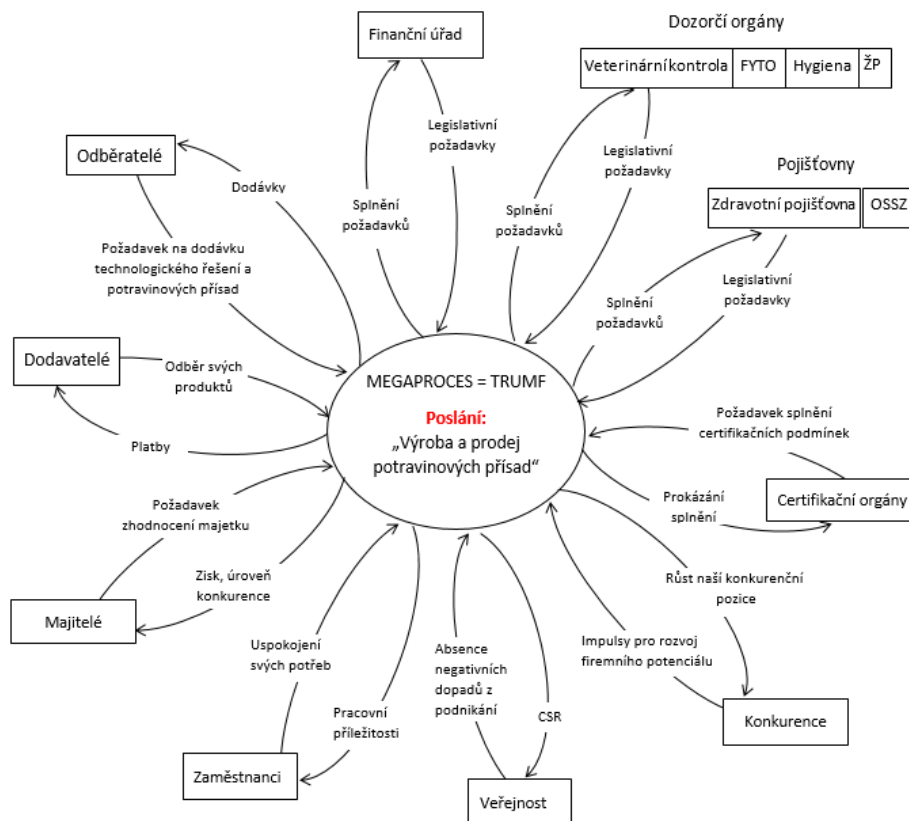 Finanční úřad
Dozorčí orgány
Veterinární kontrola
FYTO
Hygiena
ŽP
Legislativní
požadavky
Splnění
požadavků
Legislativní
požadavky
Splnění
požadavků
Odběratelé
Dodávky
Požadavek na dodávku
technologického řešení a
potravinových přísad
Pojišťovny
Zdravotní pojišťovna
OSSZ
Legislativní
požadavky
Splnění
požadavků
Dodavatelé
Odběr svých
produktů
Platby
MEGAPROCES = TRUMF
Poslání:
„Výroba a prodej
potravinových přísad“
Požadavek splnění
certifikačních podmínek
Certifikační orgány
Prokázání
splnění
Požadavek
zhodnocení majetku
Zisk, úroveň
konkurence
Majitelé
Růst naší konkurenční
pozice
Impulsy pro rozvoj
firemního potenciálu
Konkurence
Uspokojení
svých potřeb
Pracovní
příležitosti
Zaměstnanci
Absence
negativních
dopadů z
podnikání
CSR
Veřejnost